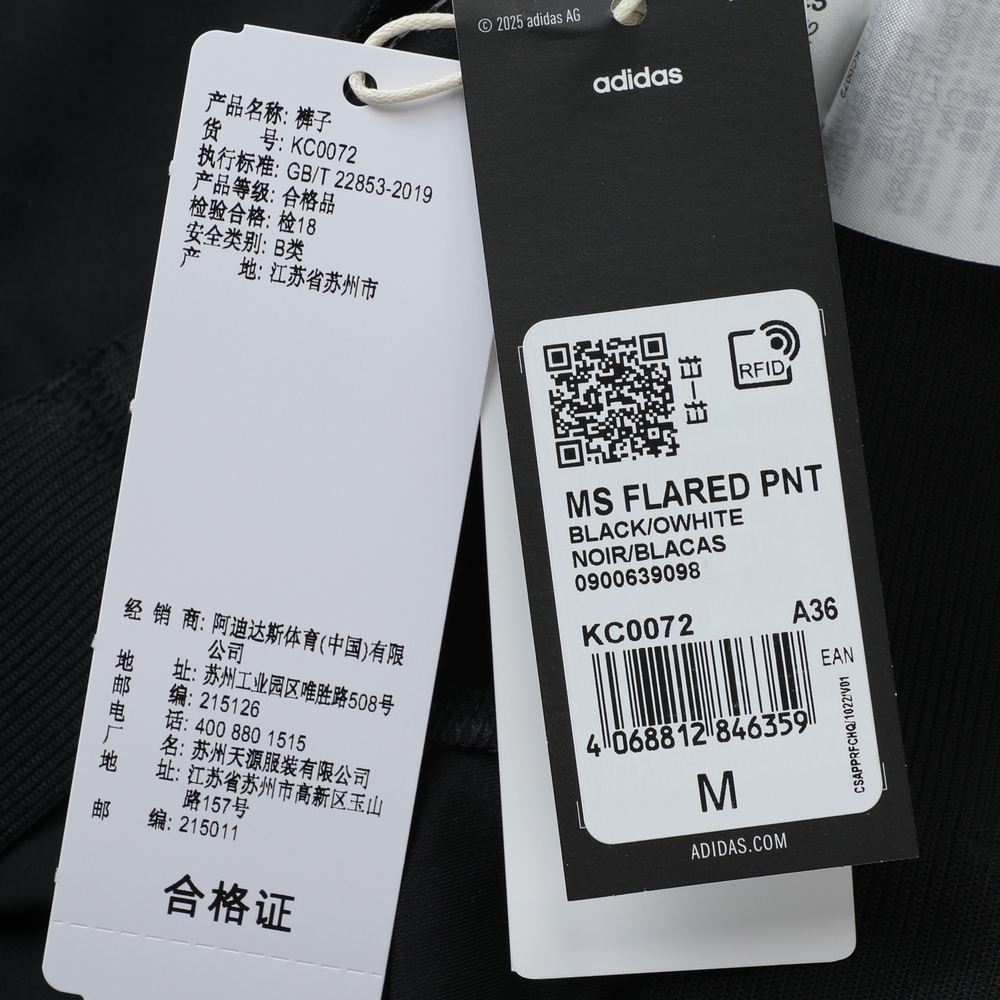 产品名称: 裤子
货 号: KC0072
执行标准: GB/T 22853-2019
产品等级: 合格品
检验合格: 检18
安全类别: B类
产 地: 江苏省苏州市
经 销 商: 阿迪达斯体育(中国)有限
公司
地 址: 苏州工业园区唯胜路508号
邮 编: 215126
电 话: 400 880 1515
厂 名: 苏州天源服装有限公司
地 址: 江苏省苏州市高新区玉山
路157号
邮 编: 215011
合格证
© 2025 adidas AG
adidas
RFID
MS FLARED PNT
BLACK/OWHITE
NOIR/BLACAS
0900639098
KC0072 A36
EAN
4 068812 846359
CSAPPRFCHQ/1022/V01
M
ADIDAS.COM
KC0072